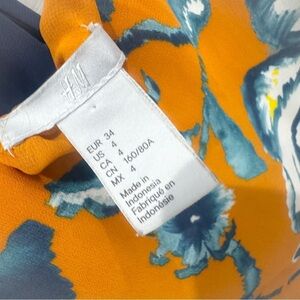 H&M
EUR 34
US 4
CA 4
CN 160/80A
MX 4
Made in
Indonesia
Fabriqué en
Indonésie